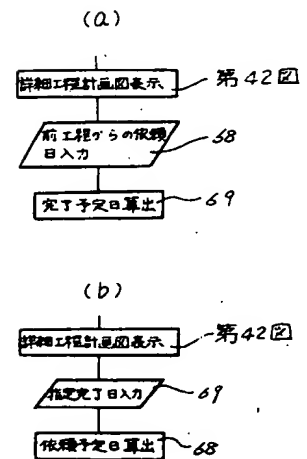 (a)
詳細工程計画図表示
第42図
前工程からの依頼
日入力
68
完了予定日算出
69
(b)
詳細工程計画図表示
第42図
指定完了日入力
69
依頼予定日算出
68